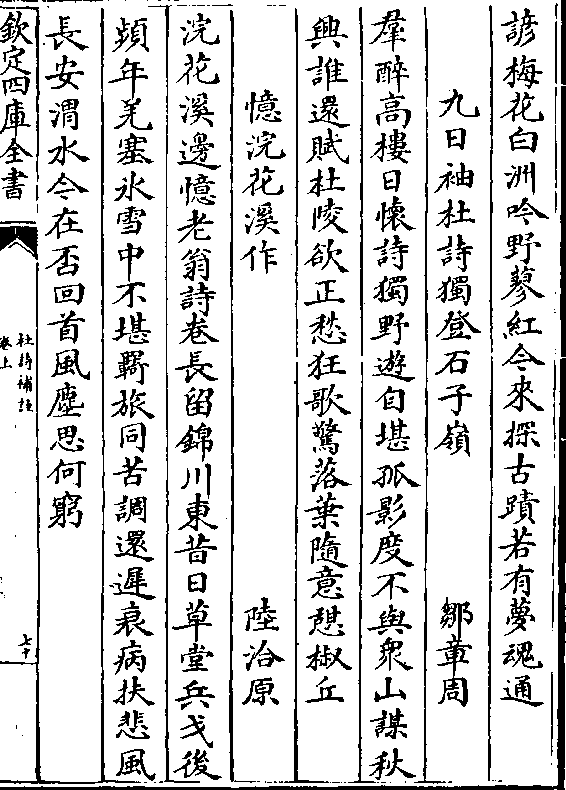 諺梅花白洲吟野蓼紅今來探古蹟若有夢魂通
九日袖杜詩獨登石子嶺　鄒章周
羣醉高樓日懷詩獨野遊自堪孤影度不與衆山謀秋
興誰還賦杜陵欲正愁狂歌驚落葉隨意憇椒丘
憶浣花溪作　陸洽原
浣花溪邊憶老翁詩卷長留錦川東昔日草堂兵戈後
頻年羌塞氷雪中不堪覊旅同苦調還遲衰病扶悲風
長安渭水今在否回首風塵思何窮
欽定四庫全書
杜詩補註
卷上
七十